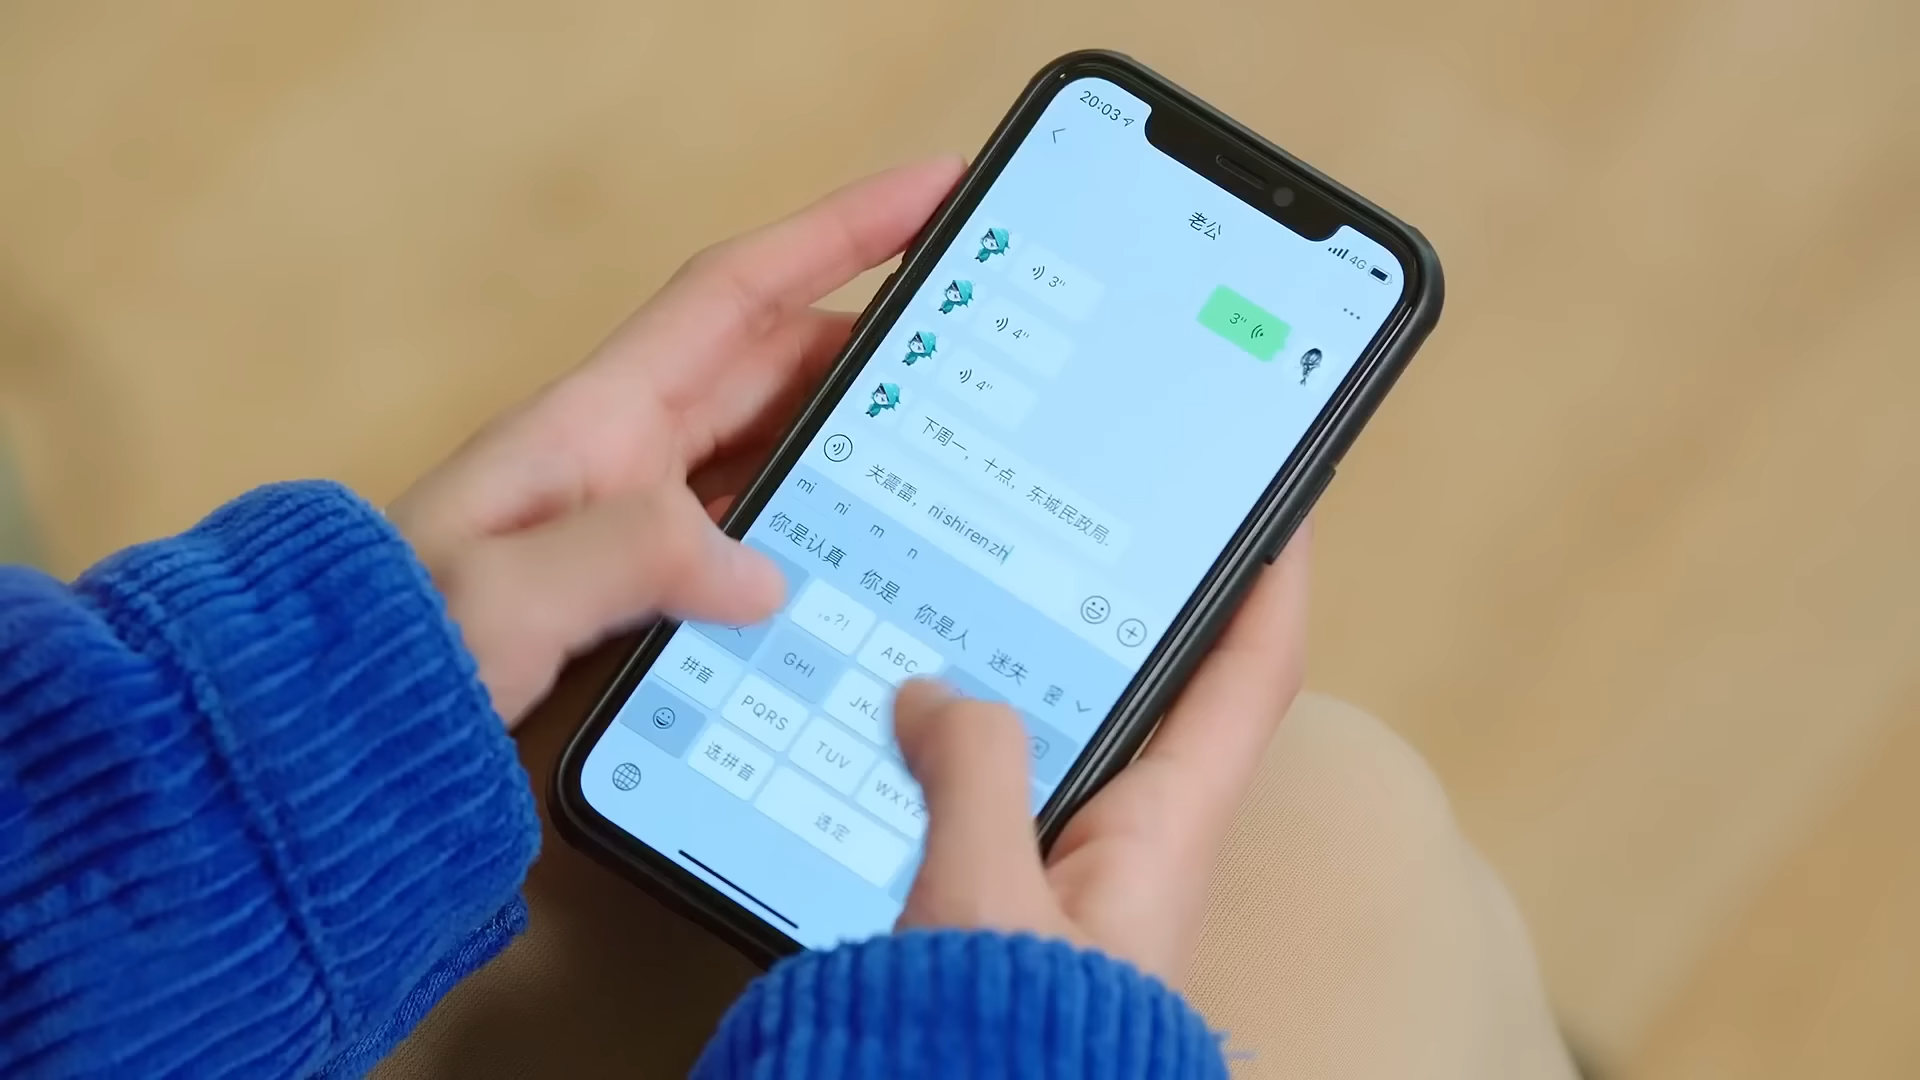 20:03
4G
老公
3"
3"
4"
4"
下周一，十点，东城民政局.
关震雷，ni shi ren zh
mi ni m n
你是认真 你是 你是人 迷失
,。?! ABC
GHI JKL
拼音 PQRS TUV WXYZ
选拼音 选定